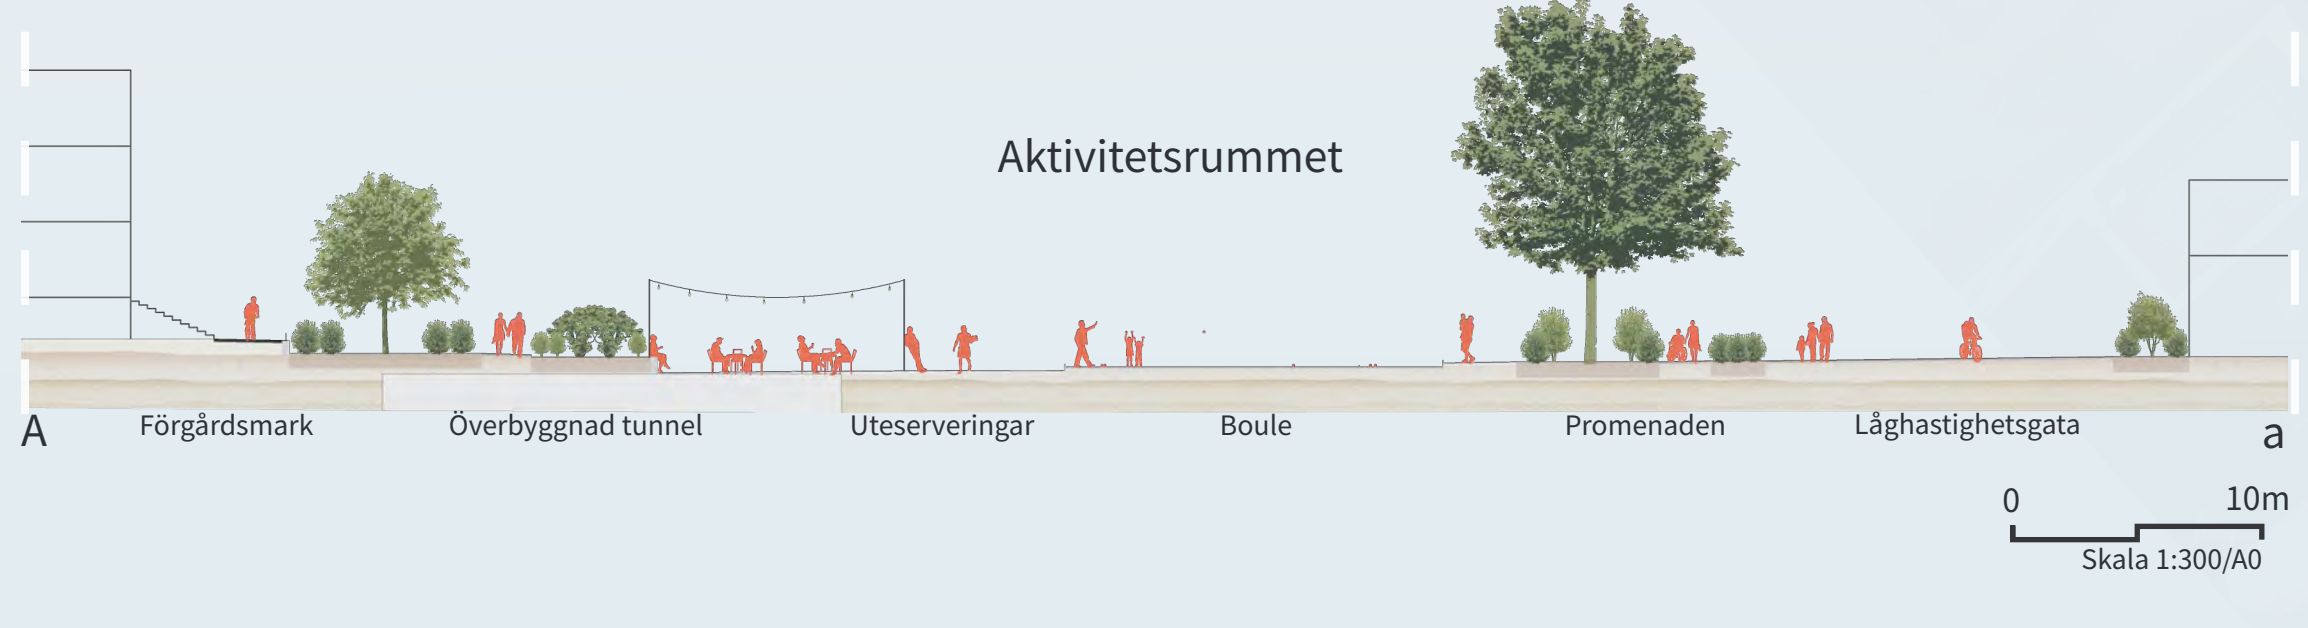 Aktivitetsrummet
A Förgårdsmark Överbyggnad tunnel Uteserveringar Boule Promenaden Låghastighetsgata a
0 10m
Skala 1:300/A0